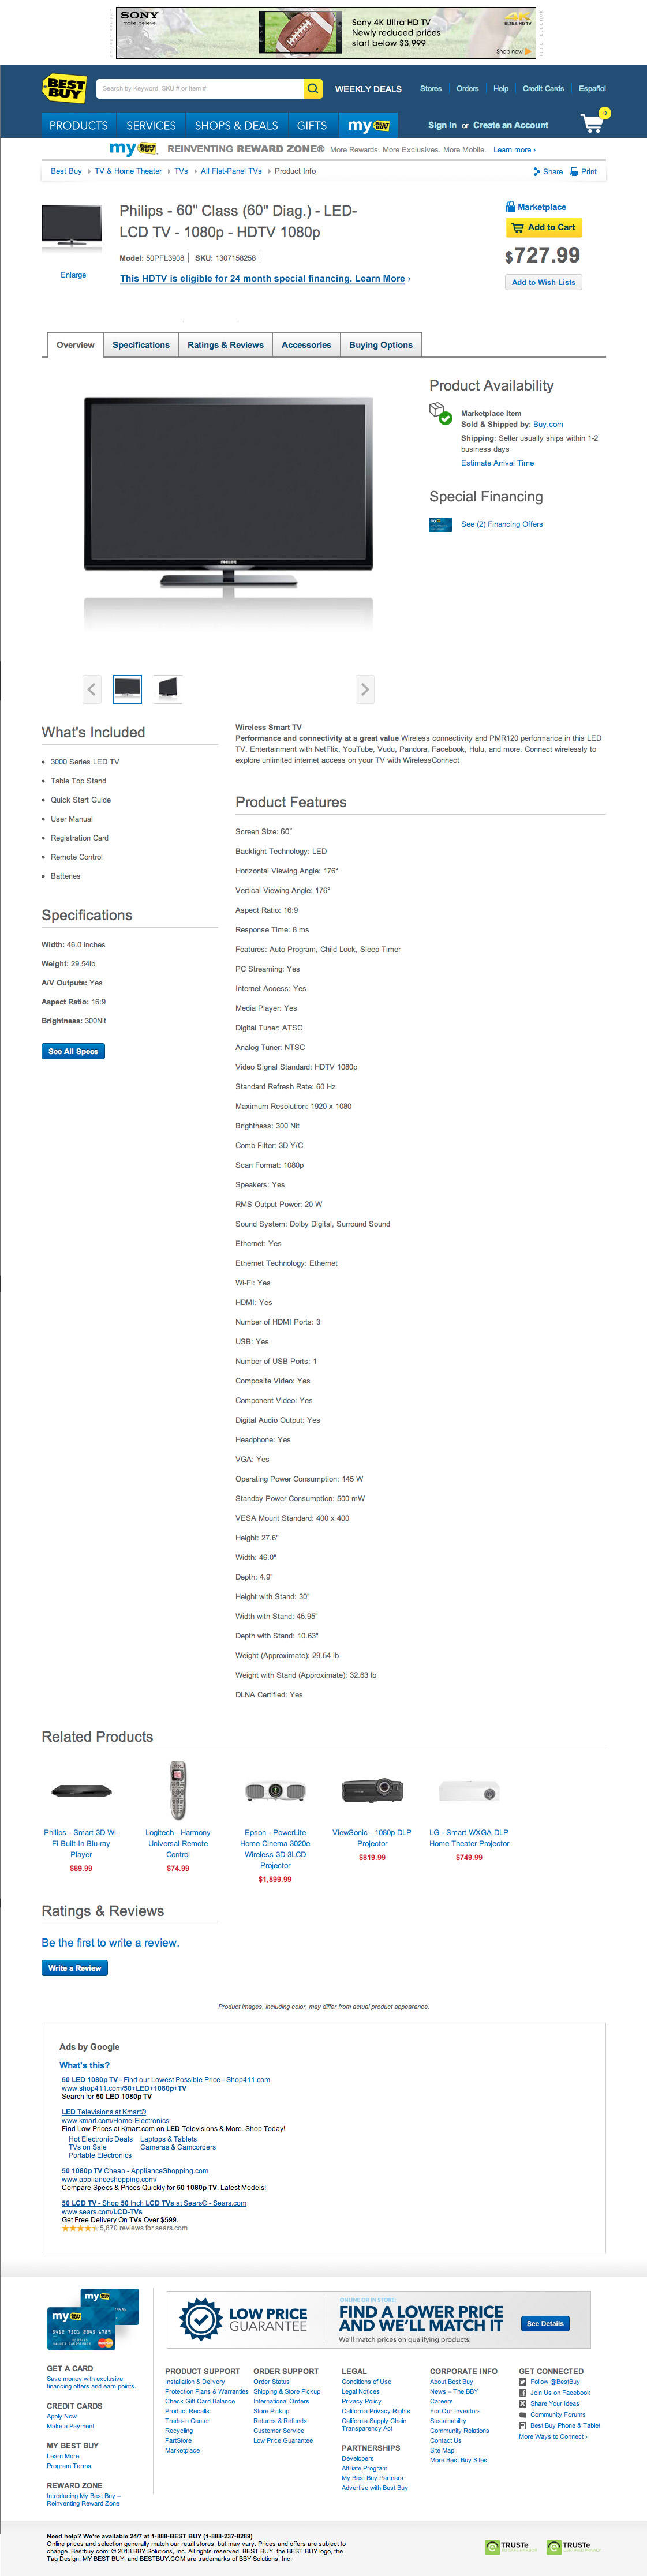 SONY
make.believe
Sony 4K Ultra HD TV
Newly reduced prices
start below $3,999
4K
ULTRA HD TV
Shop now
BEST BUY
Search by Keyword, SKU # or Item #
WEEKLY DEALS
Stores
Orders
Help
Credit Cards
Español
PRODUCTS
SERVICES
SHOPS & DEALS
GIFTS
my BEST BUY
Sign In or Create an Account
0
my BEST BUY REINVENTING REWARD ZONE® More Rewards. More Exclusives. More Mobile. Learn more ›
Best Buy
TV & Home Theater
TVs
All Flat-Panel TVs
Product Info
Share
Print
Philips - 60" Class (60" Diag.) - LED-
LCD TV - 1080p - HDTV 1080p
Model: 50PFL3908 | SKU: 1307158258 |
This HDTV is eligible for 24 month special financing. Learn More ›
Enlarge
Marketplace
Add to Cart
$727.99
Add to Wish Lists
Overview
Specifications
Ratings & Reviews
Accessories
Buying Options
PHILIPS
Product Availability
Marketplace Item
Sold & Shipped by: Buy.com
Shipping: Seller usually ships within 1-2
business days
Estimate Arrival Time
Special Financing
See (2) Financing Offers
What's Included
• 3000 Series LED TV
• Table Top Stand
• Quick Start Guide
• User Manual
• Registration Card
• Remote Control
• Batteries
Specifications
Width: 46.0 inches
Weight: 29.54lb
A/V Outputs: Yes
Aspect Ratio: 16:9
Brightness: 300Nit
See All Specs
Wireless Smart TV
Performance and connectivity at a great value Wireless connectivity and PMR120 performance in this LED
TV. Entertainment with NetFlix, YouTube, Vudu, Pandora, Facebook, Hulu, and more. Connect wirelessly to
explore unlimited internet access on your TV with WirelessConnect
Product Features
Screen Size: 60"
Backlight Technology: LED
Horizontal Viewing Angle: 176°
Vertical Viewing Angle: 176°
Aspect Ratio: 16:9
Response Time: 8 ms
Features: Auto Program, Child Lock, Sleep Timer
PC Streaming: Yes
Internet Access: Yes
Media Player: Yes
Digital Tuner: ATSC
Analog Tuner: NTSC
Video Signal Standard: HDTV 1080p
Standard Refresh Rate: 60 Hz
Maximum Resolution: 1920 x 1080
Brightness: 300 Nit
Comb Filter: 3D Y/C
Scan Format: 1080p
Speakers: Yes
RMS Output Power: 20 W
Sound System: Dolby Digital, Surround Sound
Ethernet: Yes
Ethernet Technology: Ethernet
Wi-Fi: Yes
HDMI: Yes
Number of HDMI Ports: 3
USB: Yes
Number of USB Ports: 1
Composite Video: Yes
Component Video: Yes
Digital Audio Output: Yes
Headphone: Yes
VGA: Yes
Operating Power Consumption: 145 W
Standby Power Consumption: 500 mW
VESA Mount Standard: 400 x 400
Height: 27.6"
Width: 46.0"
Depth: 4.9"
Height with Stand: 30"
Width with Stand: 45.95"
Depth with Stand: 10.63"
Weight (Approximate): 29.54 lb
Weight with Stand (Approximate): 32.63 lb
DLNA Certified: Yes
Related Products
Philips - Smart 3D Wi-
Fi Built-In Blu-ray
Player
$89.99
Logitech - Harmony
Universal Remote
Control
$74.99
Epson - PowerLite
Home Cinema 3020e
Wireless 3D 3LCD
Projector
$1,899.99
ViewSonic - 1080p DLP
Projector
$819.99
LG - Smart WXGA DLP
Home Theater Projector
$749.99
Ratings & Reviews
Be the first to write a review.
Write a Review
Product images, including color, may differ from actual product appearance.
Ads by Google
What's this?
50 LED 1080p TV - Find our Lowest Possible Price - Shop411.com
www.shop411.com/50+LED+1080p+TV
Search for 50 LED 1080p TV
LED Televisions at Kmart®
www.kmart.com/Home-Electronics
Find Low Prices at Kmart.com on LED Televisions & More. Shop Today!
Hot Electronic Deals Laptops & Tablets
TVs on Sale Cameras & Camcorders
Portable Electronics
50 1080p TV Cheap - ApplianceShopping.com
www.applianceshopping.com/
Compare Specs & Prices Quickly for 50 1080p TV. Latest Models!
50 LCD TV - Shop 50 Inch LCD TVs at Sears® - Sears.com
www.sears.com/LCD-TVs
Get Free Delivery On TVs Over $599.
5,870 reviews for sears.com
my BEST BUY
my BEST BUY
LOW PRICE
GUARANTEE
ONLINE OR IN STORE:
FIND A LOWER PRICE
AND WE'LL MATCH IT
We'll match prices on qualifying products.
See Details
GET A CARD
Save money with exclusive
financing offers and earn points.
CREDIT CARDS
Apply Now
Make a Payment
MY BEST BUY
Learn More
Program Terms
REWARD ZONE
Introducing My Best Buy –
Reinventing Reward Zone
PRODUCT SUPPORT
Installation & Delivery
Protection Plans & Warranties
Check Gift Card Balance
Product Recalls
Trade-in Center
Recycling
PartStore
Marketplace
ORDER SUPPORT
Order Status
Shipping & Store Pickup
International Orders
Store Pickup
Returns & Refunds
Customer Service
Low Price Guarantee
LEGAL
Conditions of Use
Legal Notices
Privacy Policy
California Privacy Rights
California Supply Chain
Transparency Act
PARTNERSHIPS
Developers
Affiliate Program
My Best Buy Partners
Advertise with Best Buy
CORPORATE INFO
About Best Buy
News – The BBY
Careers
For Our Investors
Sustainability
Community Relations
Contact Us
Site Map
More Best Buy Sites
GET CONNECTED
Follow @BestBuy
Join Us on Facebook
Share Your Ideas
Community Forums
Best Buy Phone & Tablet
More Ways to Connect ›
Need help? We're available 24/7 at 1-888-BEST BUY (1-888-237-8289)
Online prices and selection generally match our retail stores, but may vary. Prices and offers are subject to
change. Bestbuy.com: © 2013 BBY Solutions, Inc. All rights reserved. BEST BUY, the BEST BUY logo, the
Tag Design, MY BEST BUY, and BESTBUY.COM are trademarks of BBY Solutions, Inc.
TRUSTe
TRUSTe